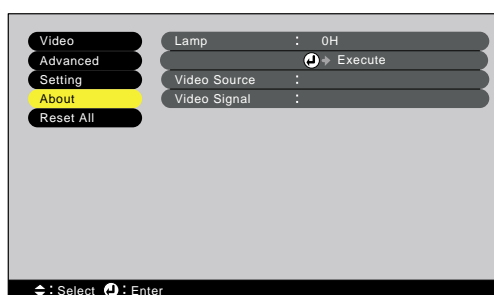 Video
Advanced
Setting
About
Reset All
Lamp : 0H
Execute
Video Source :
Video Signal :
: Select : Enter